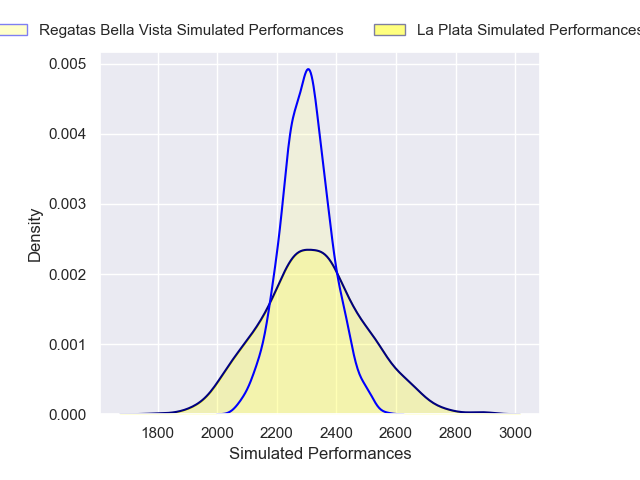 Regatas Bella Vista Simulated Performances La Plata Simulated Performances
0.005
0.004
0.003
0.002
0.001
0.000
Density
1800 2000 2200 2400 2600 2800 3000
Simulated Performances